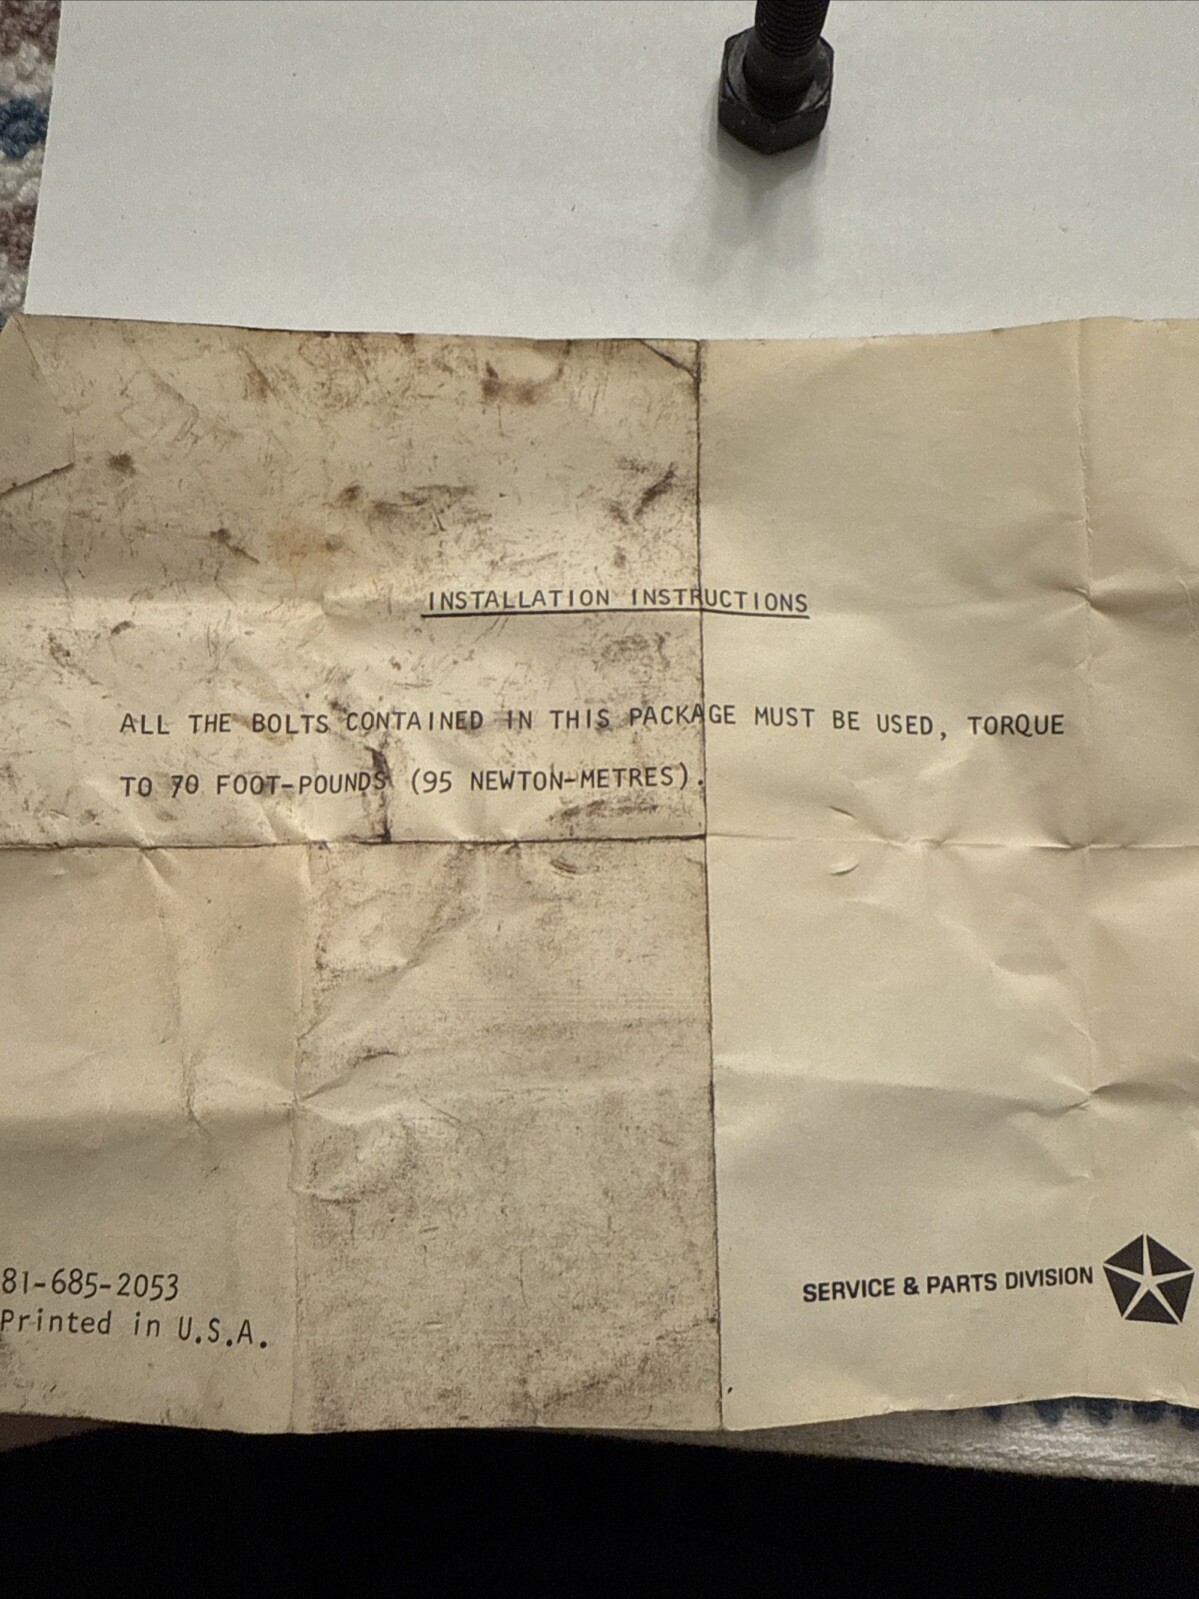 INSTALLATION INSTRUCTIONS
ALL THE BOLTS CONTAINED IN THIS PACKAGE MUST BE USED, TORQUE
TO 70 FOOT-POUNDS (95 NEWTON-METRES).
81-685-2053
Printed in U.S.A.
SERVICE & PARTS DIVISION